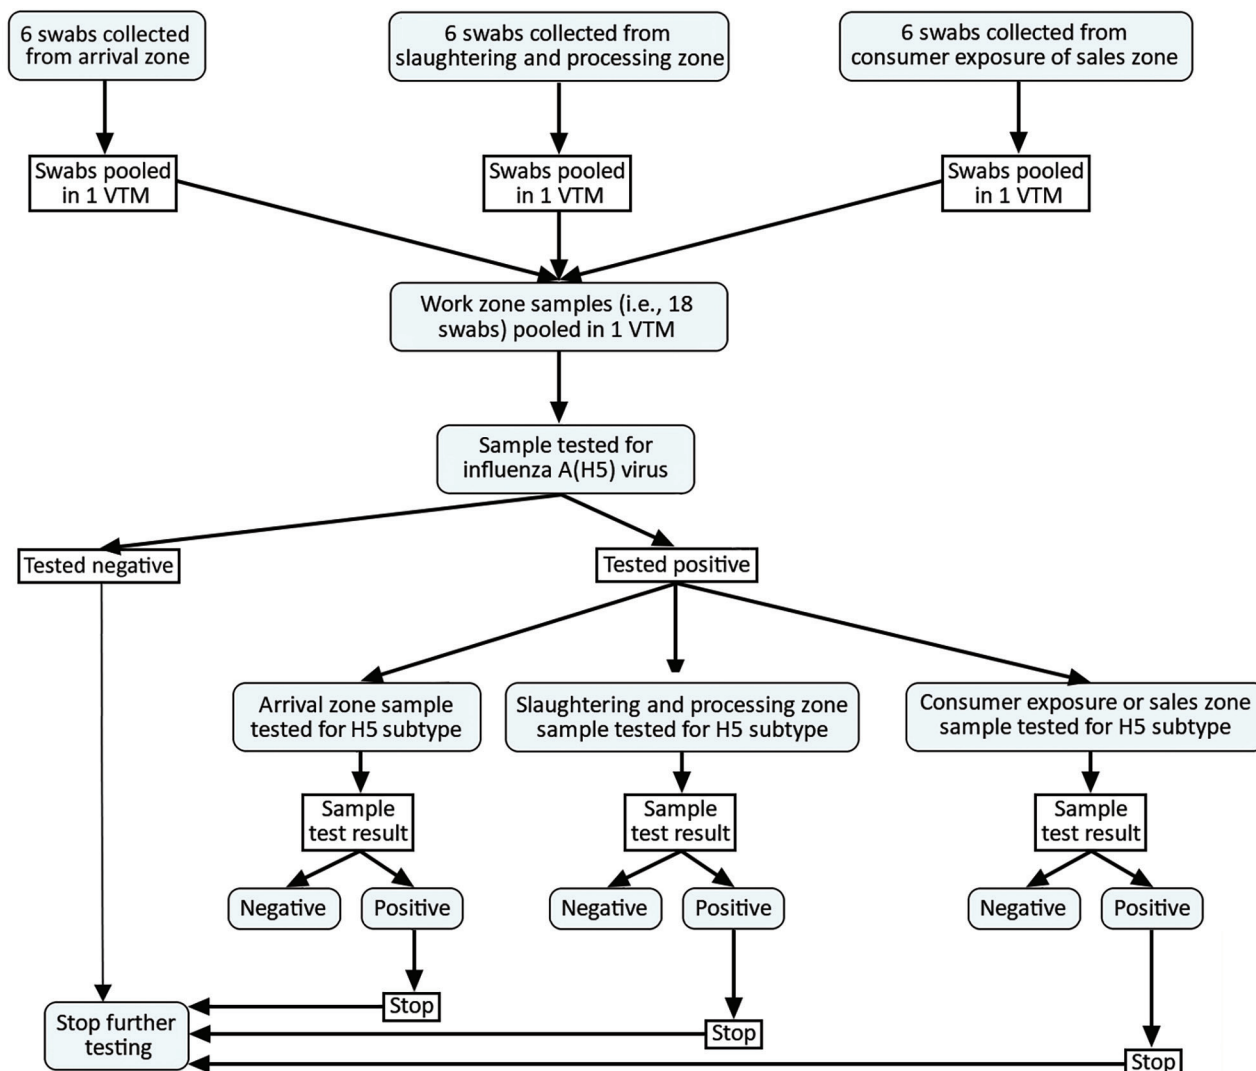 6 swabs collected
from arrival zone
6 swabs collected from
slaughtering and processing zone
6 swabs collected from
consumer exposure of sales zone
Swabs pooled
in 1 VTM
Swabs pooled
in 1 VTM
Swabs pooled
in 1 VTM
Work zone samples (i.e., 18
swabs) pooled in 1 VTM
Sample tested for
influenza A(H5) virus
Tested negative
Tested positive
Arrival zone sample
tested for H5 subtype
Slaughtering and processing zone
sample tested for H5 subtype
Consumer exposure or sales zone
sample tested for H5 subtype
Sample
test result
Sample
test result
Sample
test result
Negative
Positive
Negative
Positive
Negative
Positive
Stop
Stop
Stop
Stop further
testing